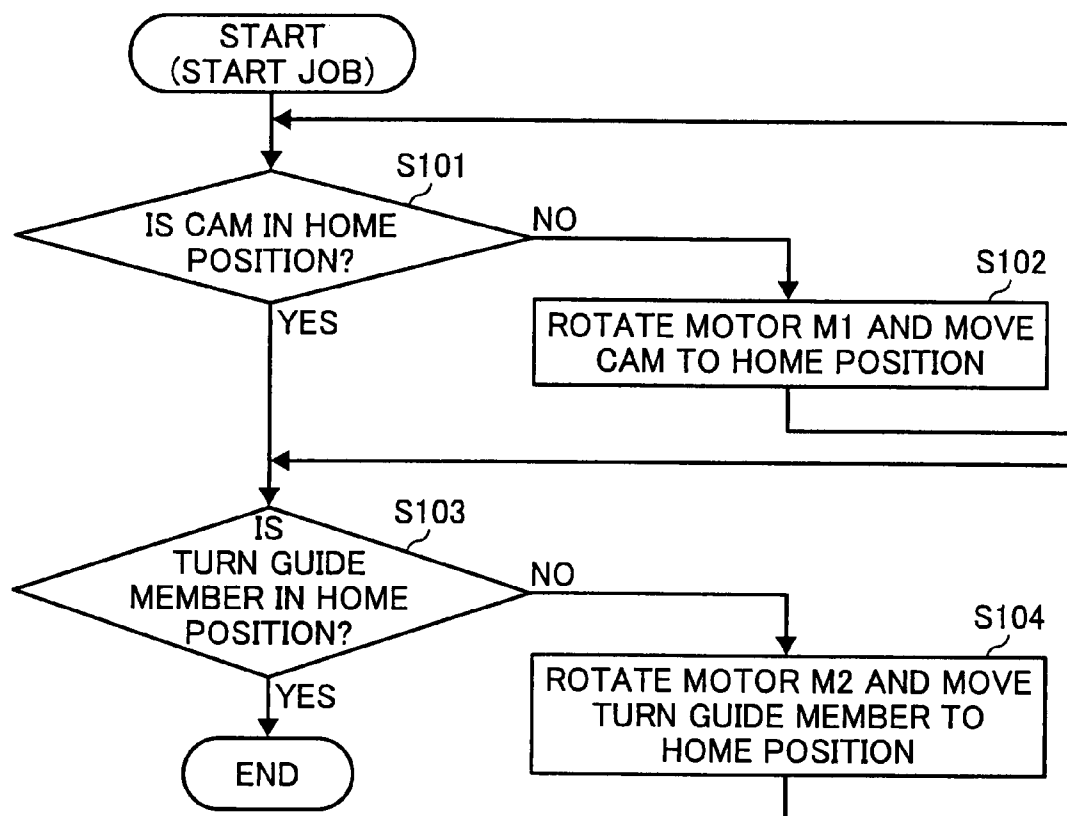 START
(START JOB)
S101
IS CAM IN HOME
POSITION?
NO
YES
S102
ROTATE MOTOR M1 AND MOVE
CAM TO HOME POSITION
S103
IS
TURN GUIDE
MEMBER IN HOME
POSITION?
NO
YES
S104
ROTATE MOTOR M2 AND MOVE
TURN GUIDE MEMBER TO
HOME POSITION
END